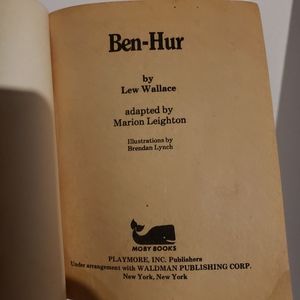 Ben-Hur
by
Lew Wallace
adapted by
Marion Leighton
Illustrations by
Brendan Lynch
MOBY BOOKS
PLAYMORE, INC. Publishers
Under arrangement with WALDMAN PUBLISHING CORP.
New York, New York